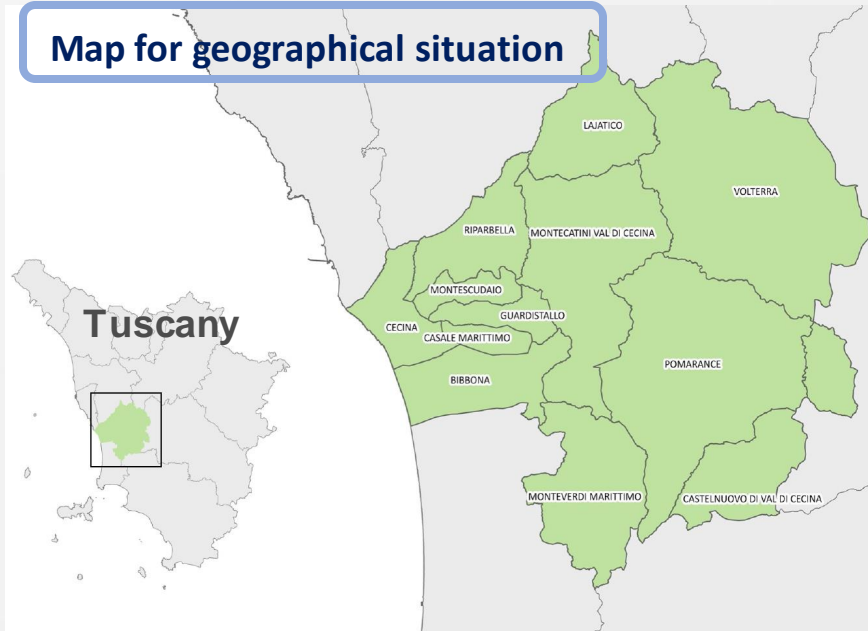 Map for geographical situation
LAJATICO
VOLTERRA
RIPARBELLA
MONTECATINI VAL DI CECINA
MONTESCUDAIO
GUARDISTALLO
Tuscany
CECINA
CASALE MARITTIMO
POMARANCE
BIBBONA
MONTEVERDI MARITTIMO
CASTELNUOVO DI VAL DI CECINA